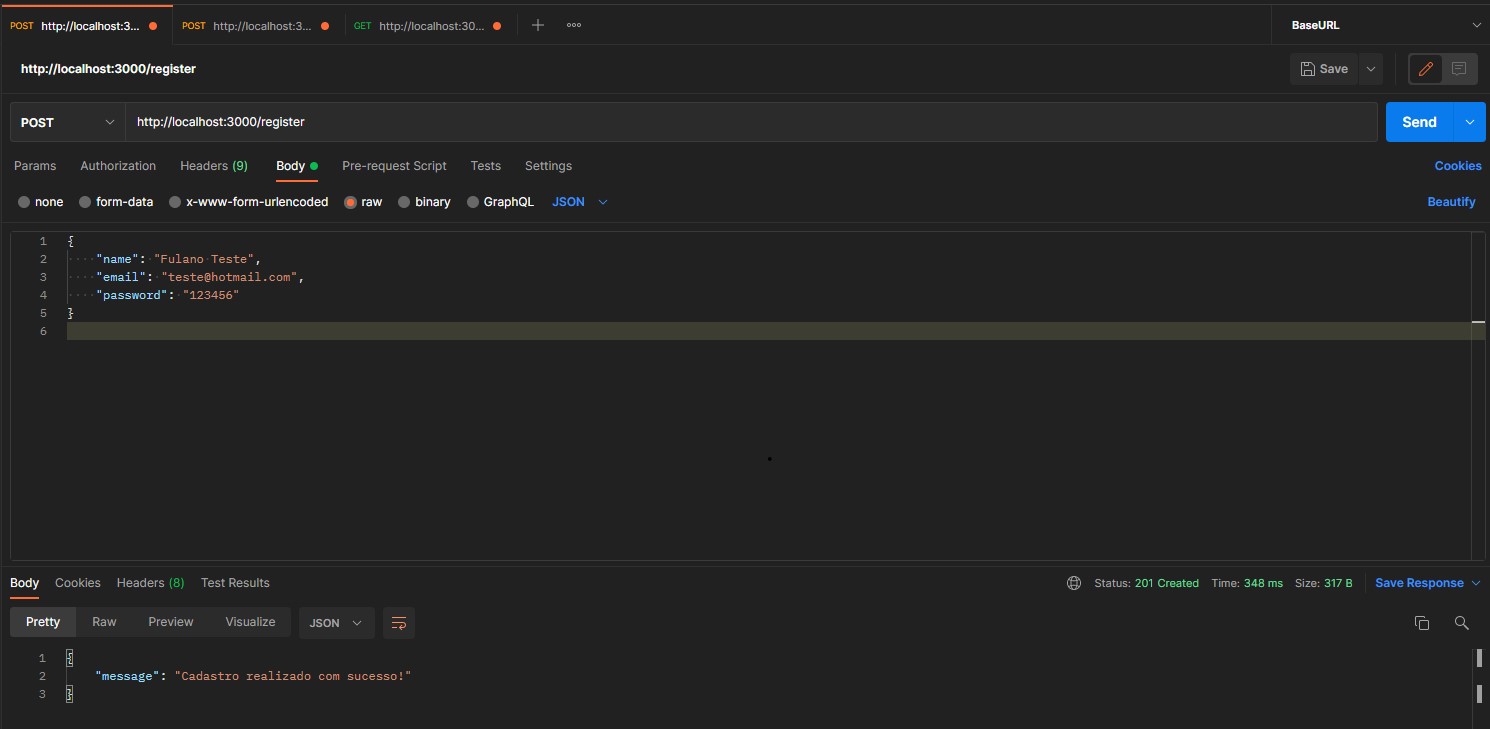 POST http://localhost:3... POST http://localhost:3... GET http://localhost:30... BaseURL
http://localhost:3000/register Save
POST http://localhost:3000/register Send
Params Authorization Headers (9) Body Pre-request Script Tests Settings Cookies
none form-data x-www-form-urlencoded raw binary GraphQL JSON Beautify
1 {
2 "name": "Fulano Teste",
3 "email": "teste@hotmail.com",
4 "password": "123456"
5 }
6
Body Cookies Headers (8) Test Results Status: 201 Created Time: 348 ms Size: 317 B Save Response
Pretty Raw Preview Visualize JSON
1 {
2 "message": "Cadastro realizado com sucesso!"
3 }